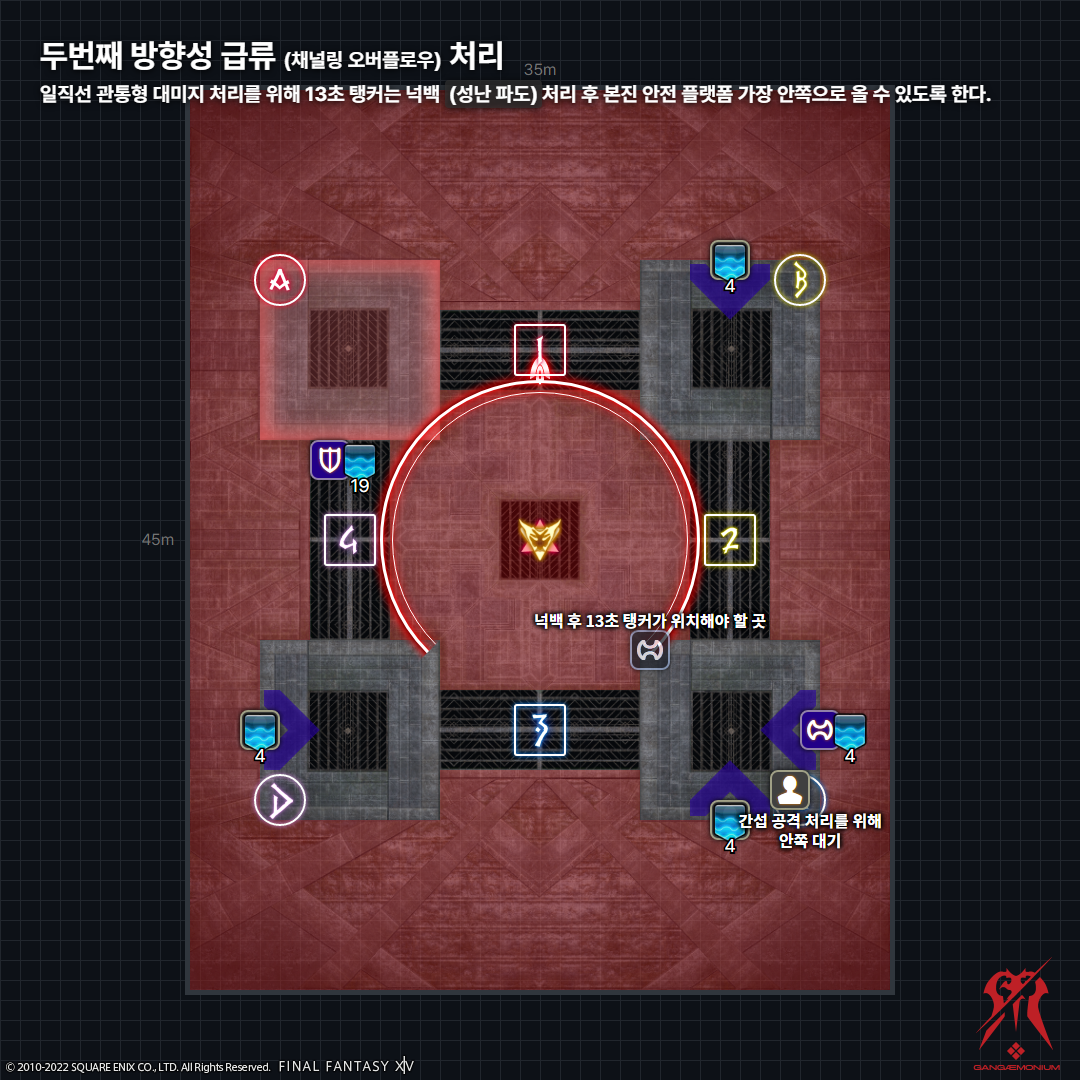 두번째 방향성 급류 (채널링 오버플로우) 처리
35m
일직선 관통형 대미지 처리를 위해 13초 탱커는 넉백 (성난 파도) 처리 후 본진 안전 플랫폼 가장 안쪽으로 올 수 있도록 한다.
A
B
4
1
19
4
45m
2
넉백 후 13초 탱커가 위치해야 할 곳
3
4
4
D
간섭 공격 처리를 위해
안쪽 대기
4
GANGÆMONIUM
© 2010-2022 SQUARE ENIX CO., LTD. All Rights Reserved. FINAL FANTASY XIV